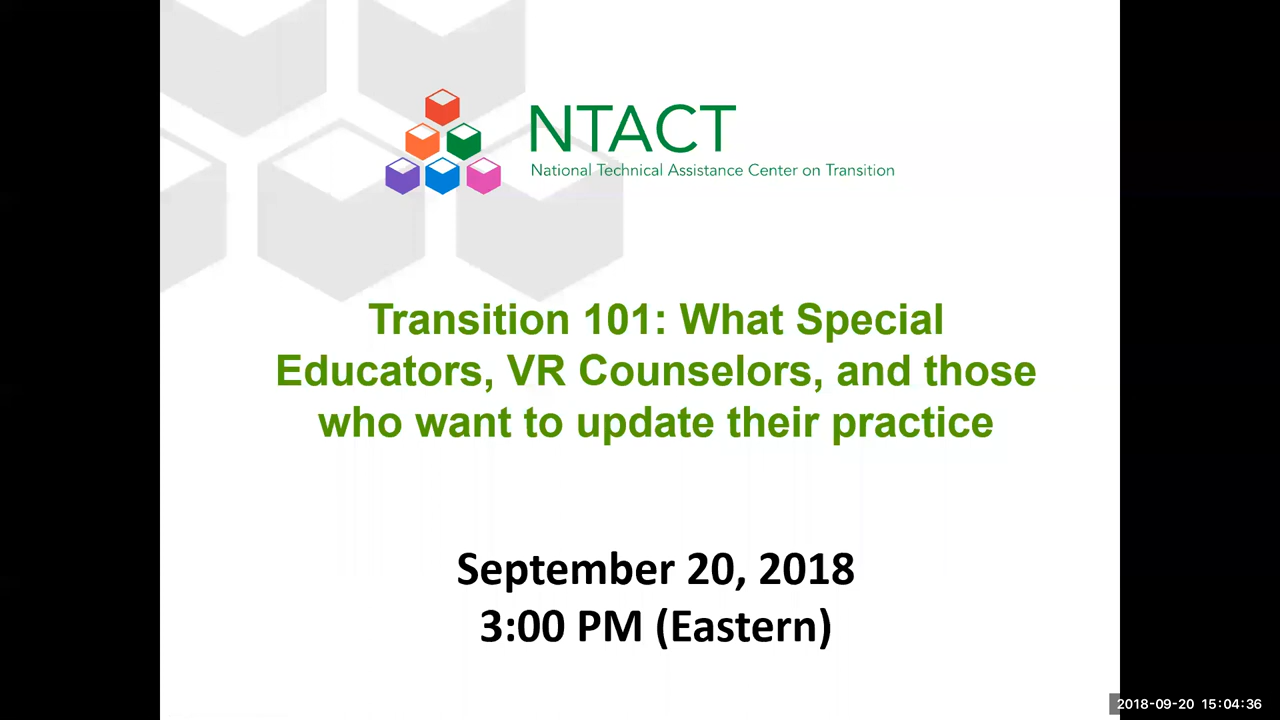 NTACT
National Technical Assistance Center on Transition
Transition 101: What Special
Educators, VR Counselors, and those
who want to update their practice
September 20, 2018
3:00 PM (Eastern)
2018-09-20 15:04:36